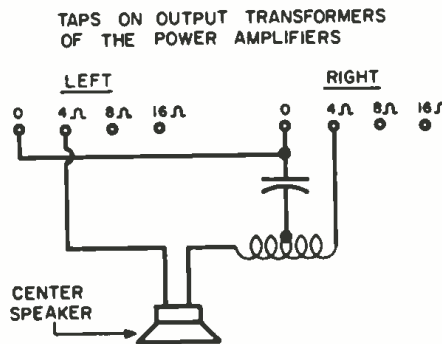 TAPS ON OUTPUT TRANSFORMERS
OF THE POWER AMPLIFIERS
LEFT
RIGHT
0 4Ω 8Ω 16Ω
0 4Ω 8Ω 16Ω
CENTER
SPEAKER